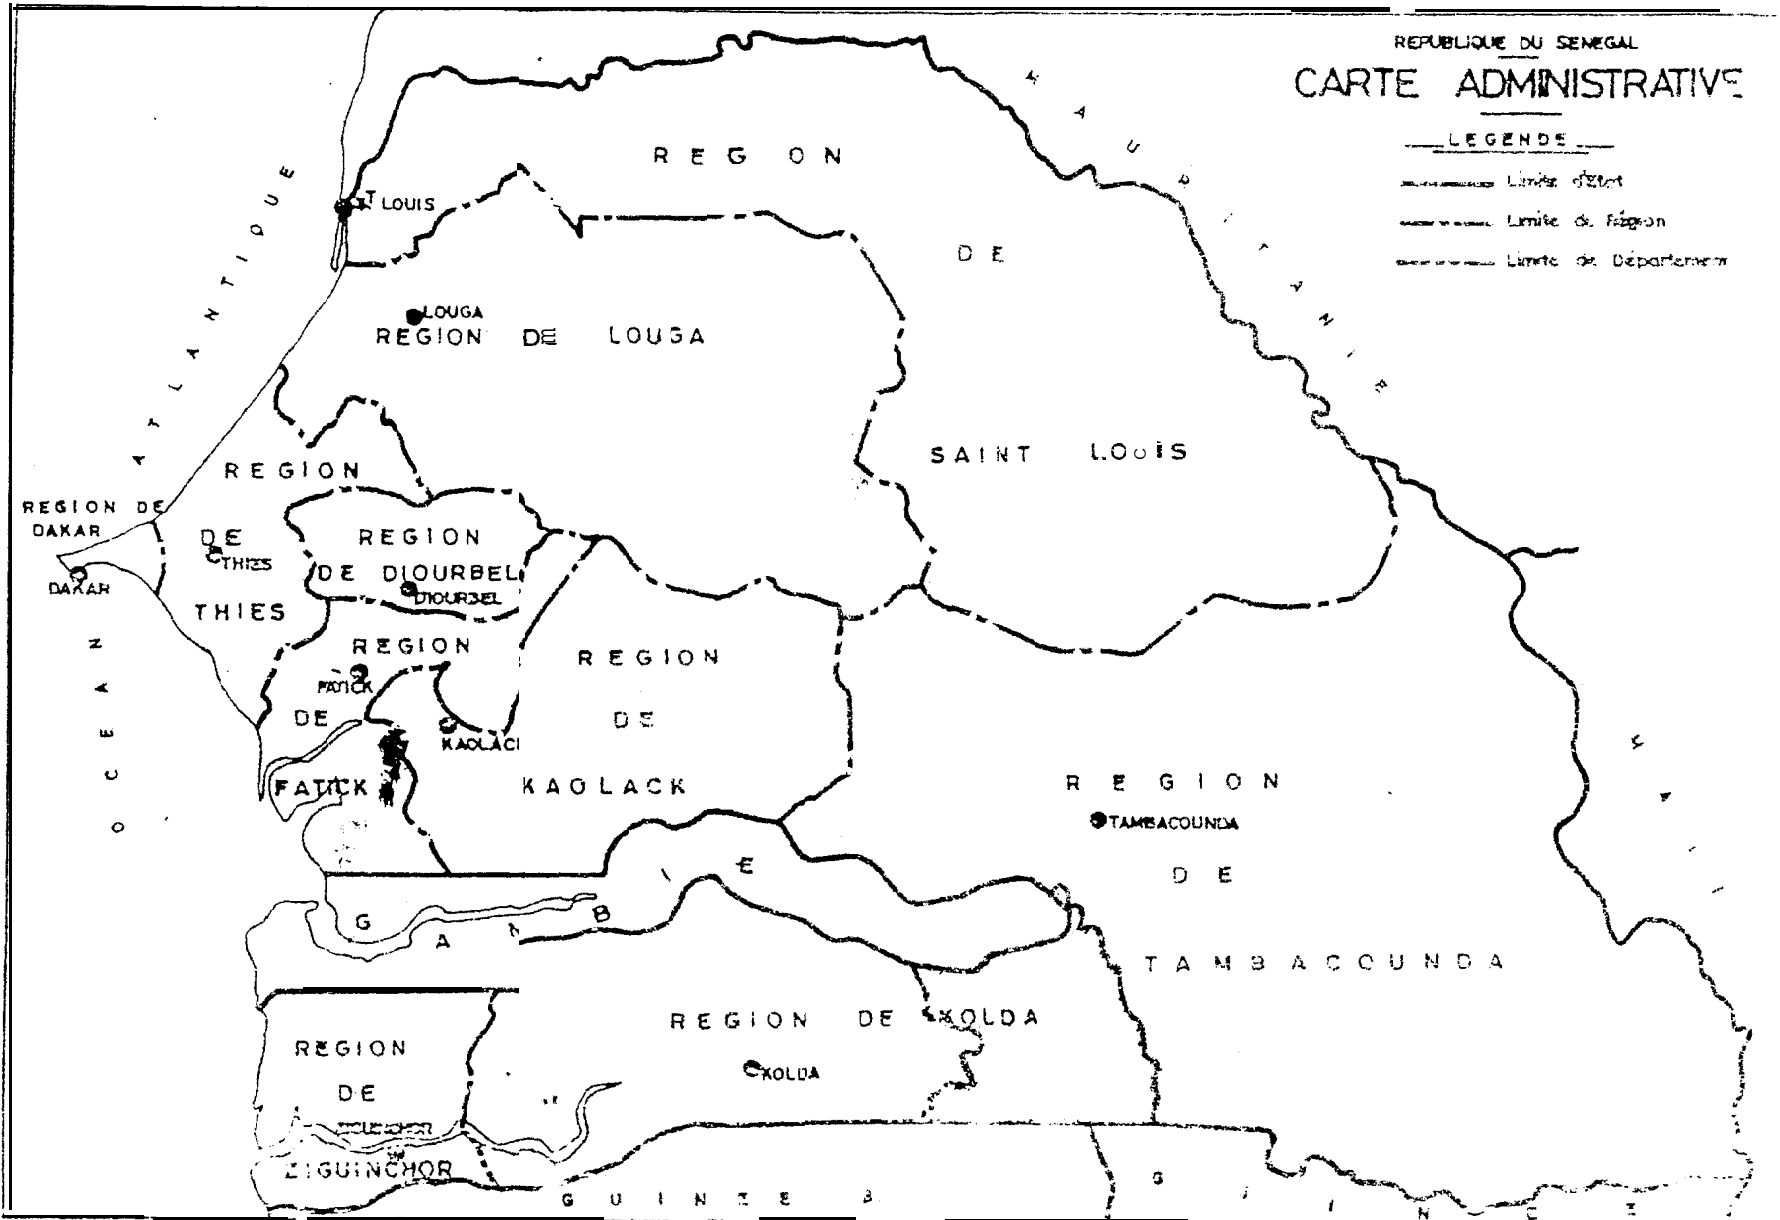 REPUBLIQUE DU SENEGAL
CARTE ADMINISTRATIVE
LEGENDE
Limite d'Etat
Limite de Région
Limite de Département
MAURITANIE
OCEAN ATLANTIQUE
REGION
DE
SAINT LOUIS
ST LOUIS
LOUGA
REGION DE LOUGA
REGION
DE
THIES
THIES
REGION DE
DAKAR
DAKAR
REGION
DE DIOURBEL
DIOURBEL
REGION
FATICK
DE
FATICK
KAOLACK
REGION
DE
KAOLACK
REGION
TAMBACOUNDA
DE
TAMBACOUNDA
MALI
GAMBIE
REGION DE KOLDA
KOLDA
REGION
DE
ZIGUINCHOR
ZIGUINCHOR
GUINEE B
GUINEE